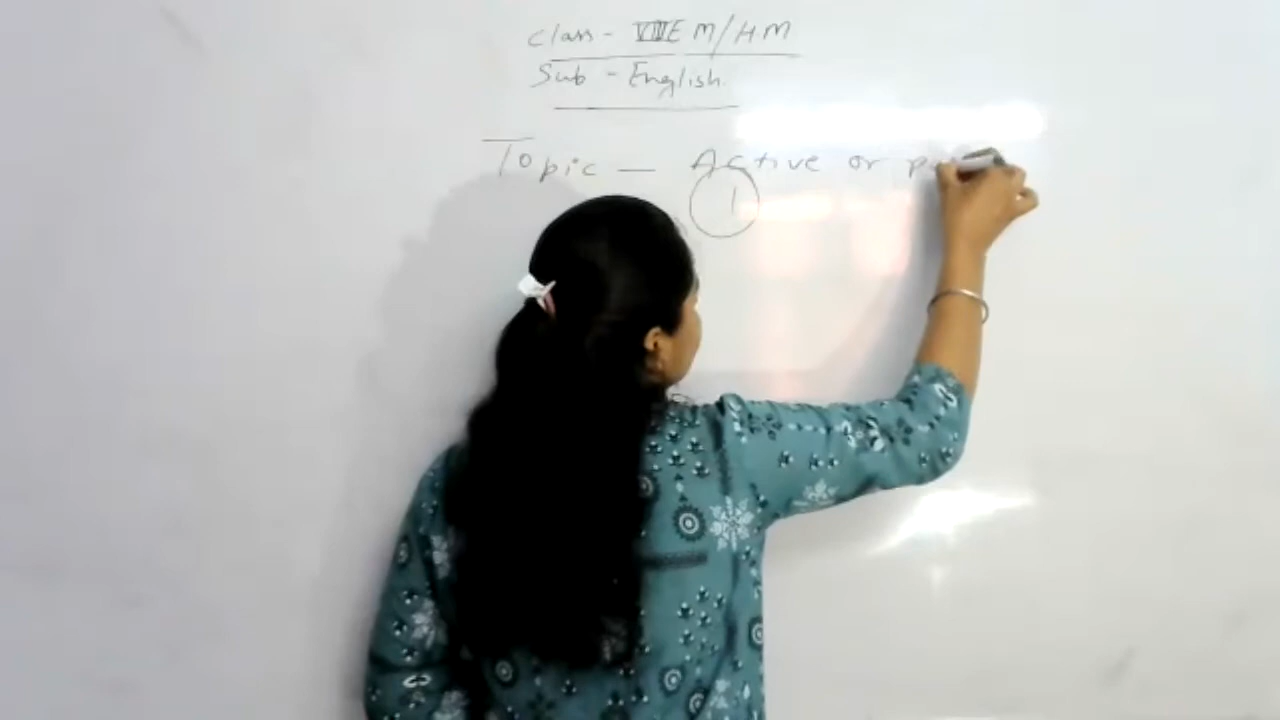 Class - VIII EM/HM
Sub - English.
Topic - Active or p
1